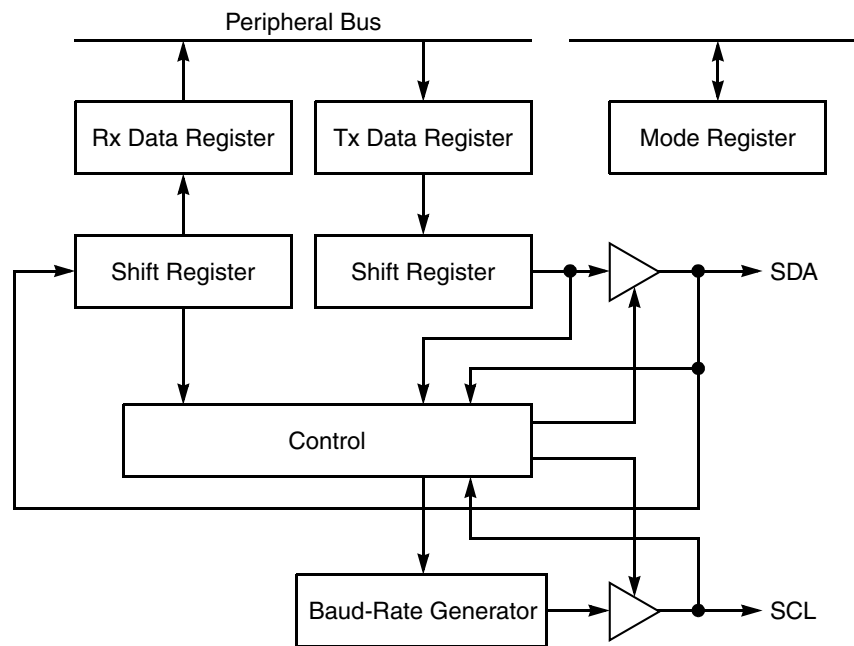 Peripheral Bus
Rx Data Register
Tx Data Register
Mode Register
Shift Register
Shift Register
SDA
Control
Baud-Rate Generator
SCL